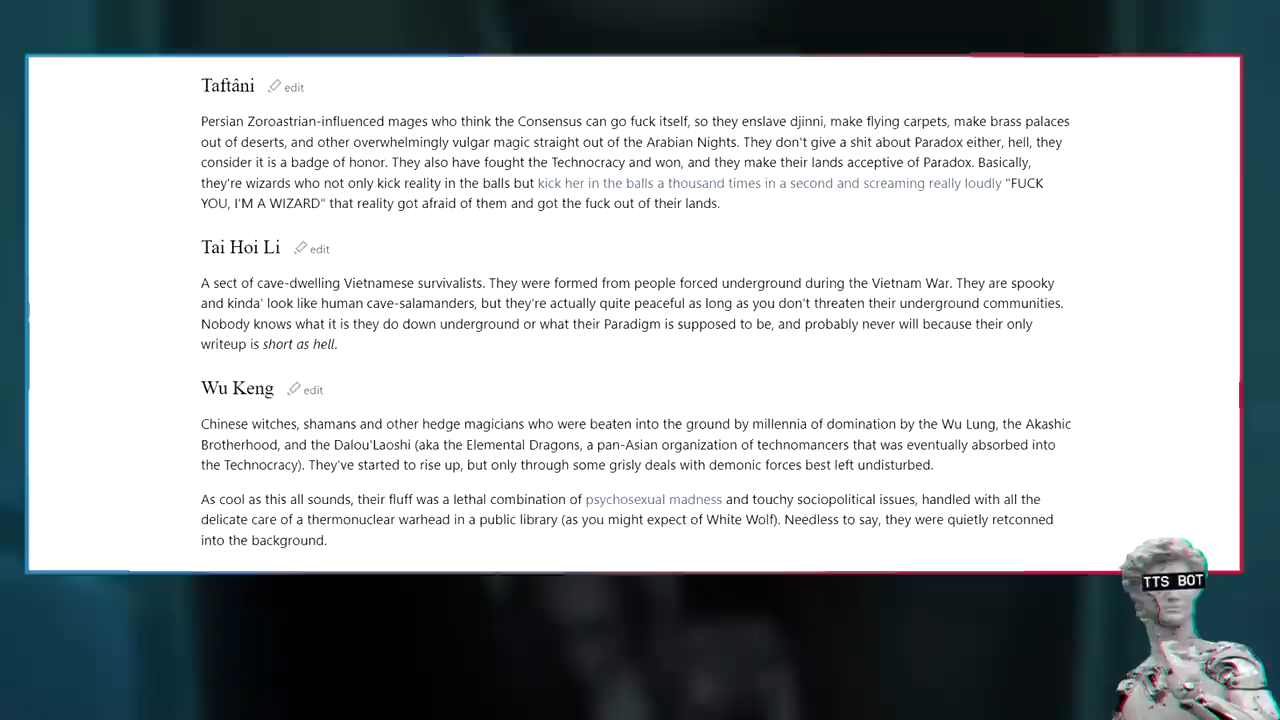 Taftâni edit
Persian Zoroastrian-influenced mages who think the Consensus can go fuck itself, so they enslave djinni, make flying carpets, make brass palaces
out of deserts, and other overwhelmingly vulgar magic straight out of the Arabian Nights. They don't give a shit about Paradox either, hell, they
consider it is a badge of honor. They also have fought the Technocracy and won, and they make their lands acceptive of Paradox. Basically,
they're wizards who not only kick reality in the balls but kick her in the balls a thousand times in a second and screaming really loudly "FUCK
YOU, I'M A WIZARD" that reality got afraid of them and got the fuck out of their lands.
Tai Hoi Li edit
A sect of cave-dwelling Vietnamese survivalists. They were formed from people forced underground during the Vietnam War. They are spooky
and kinda' look like human cave-salamanders, but they're actually quite peaceful as long as you don't threaten their underground communities.
Nobody knows what it is they do down underground or what their Paradigm is supposed to be, and probably never will because their only
writeup is short as hell.
Wu Keng edit
Chinese witches, shamans and other hedge magicians who were beaten into the ground by millennia of domination by the Wu Lung, the Akashic
Brotherhood, and the Dalou'Laoshi (aka the Elemental Dragons, a pan-Asian organization of technomancers that was eventually absorbed into
the Technocracy). They've started to rise up, but only through some grisly deals with demonic forces best left undisturbed.
As cool as this all sounds, their fluff was a lethal combination of psychosexual madness and touchy sociopolitical issues, handled with all the
delicate care of a thermonuclear warhead in a public library (as you might expect of White Wolf). Needless to say, they were quietly retconned
into the background.
TTS BOT